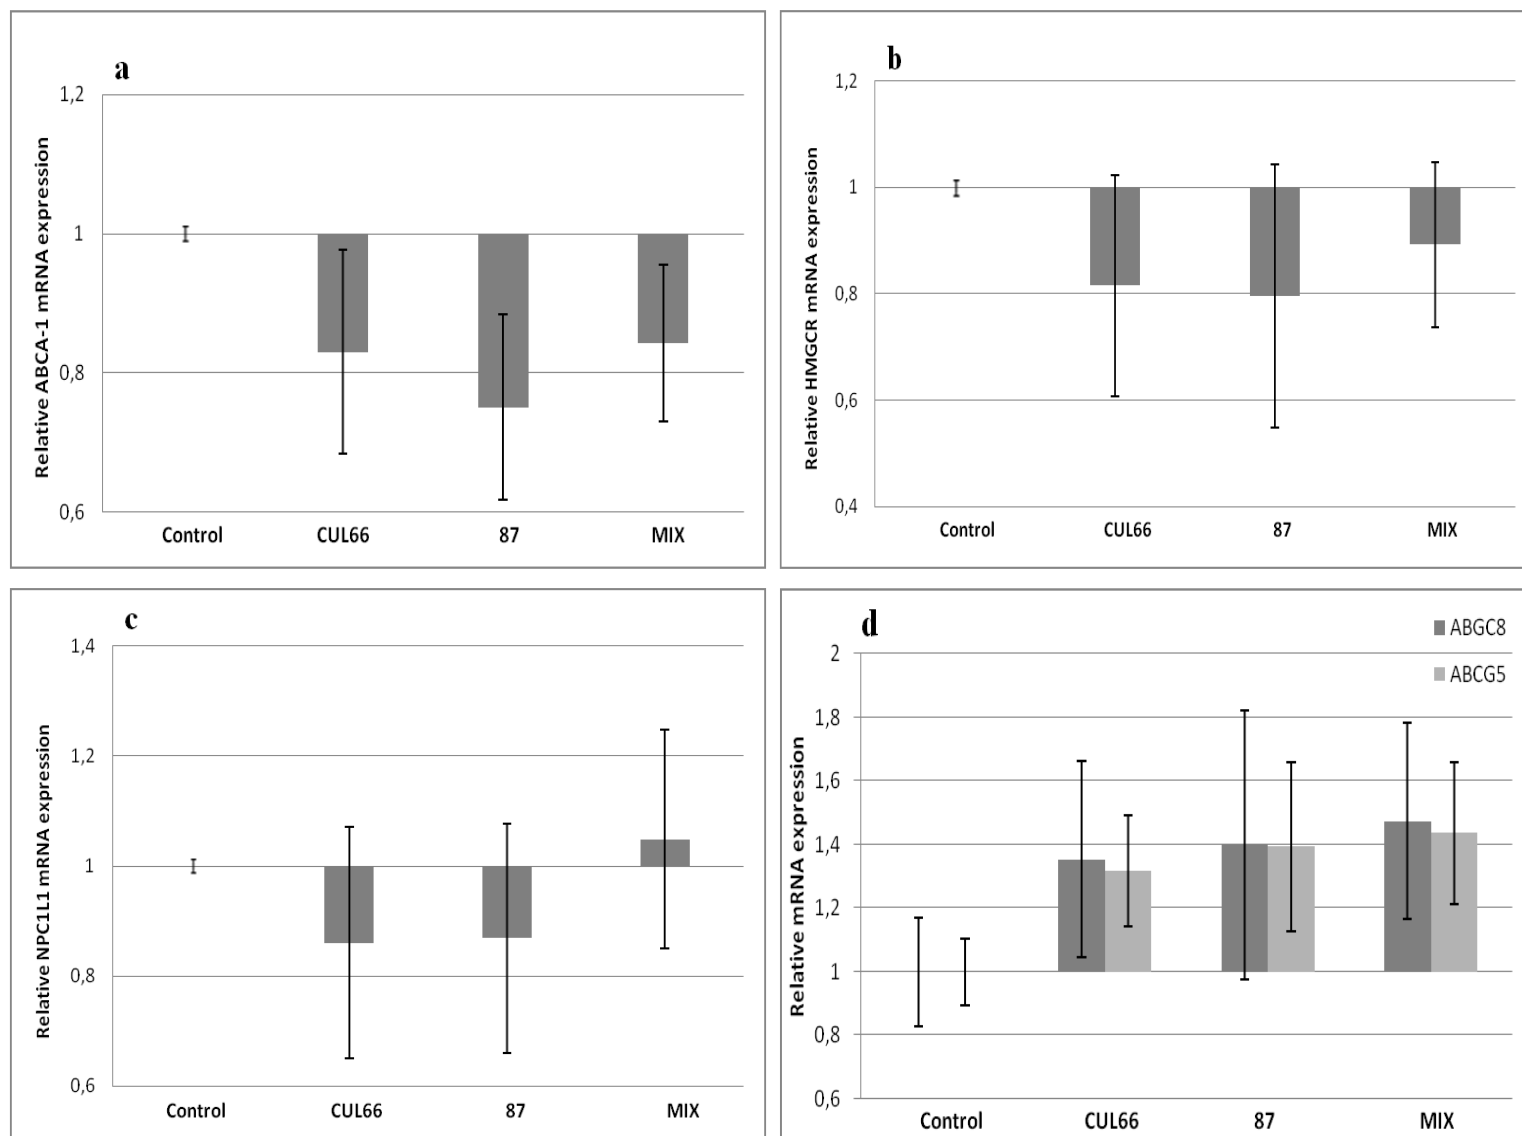 a
1,2
1
0,8
0,6
Relative ABCA-1 mRNA expression
Control CUL66 87 MIX
b
1,2
1
0,8
0,6
0,4
Relative HMGCR mRNA expression
Control CUL66 87 MIX
c
1,4
1,2
1
0,8
0,6
Relative NPC1L1 mRNA expression
Control CUL66 87 MIX
d
ABGC8
ABCG5
2
1,8
1,6
1,4
1,2
1
0,8
0,6
Relative mRNA expression
Control CUL66 87 MIX